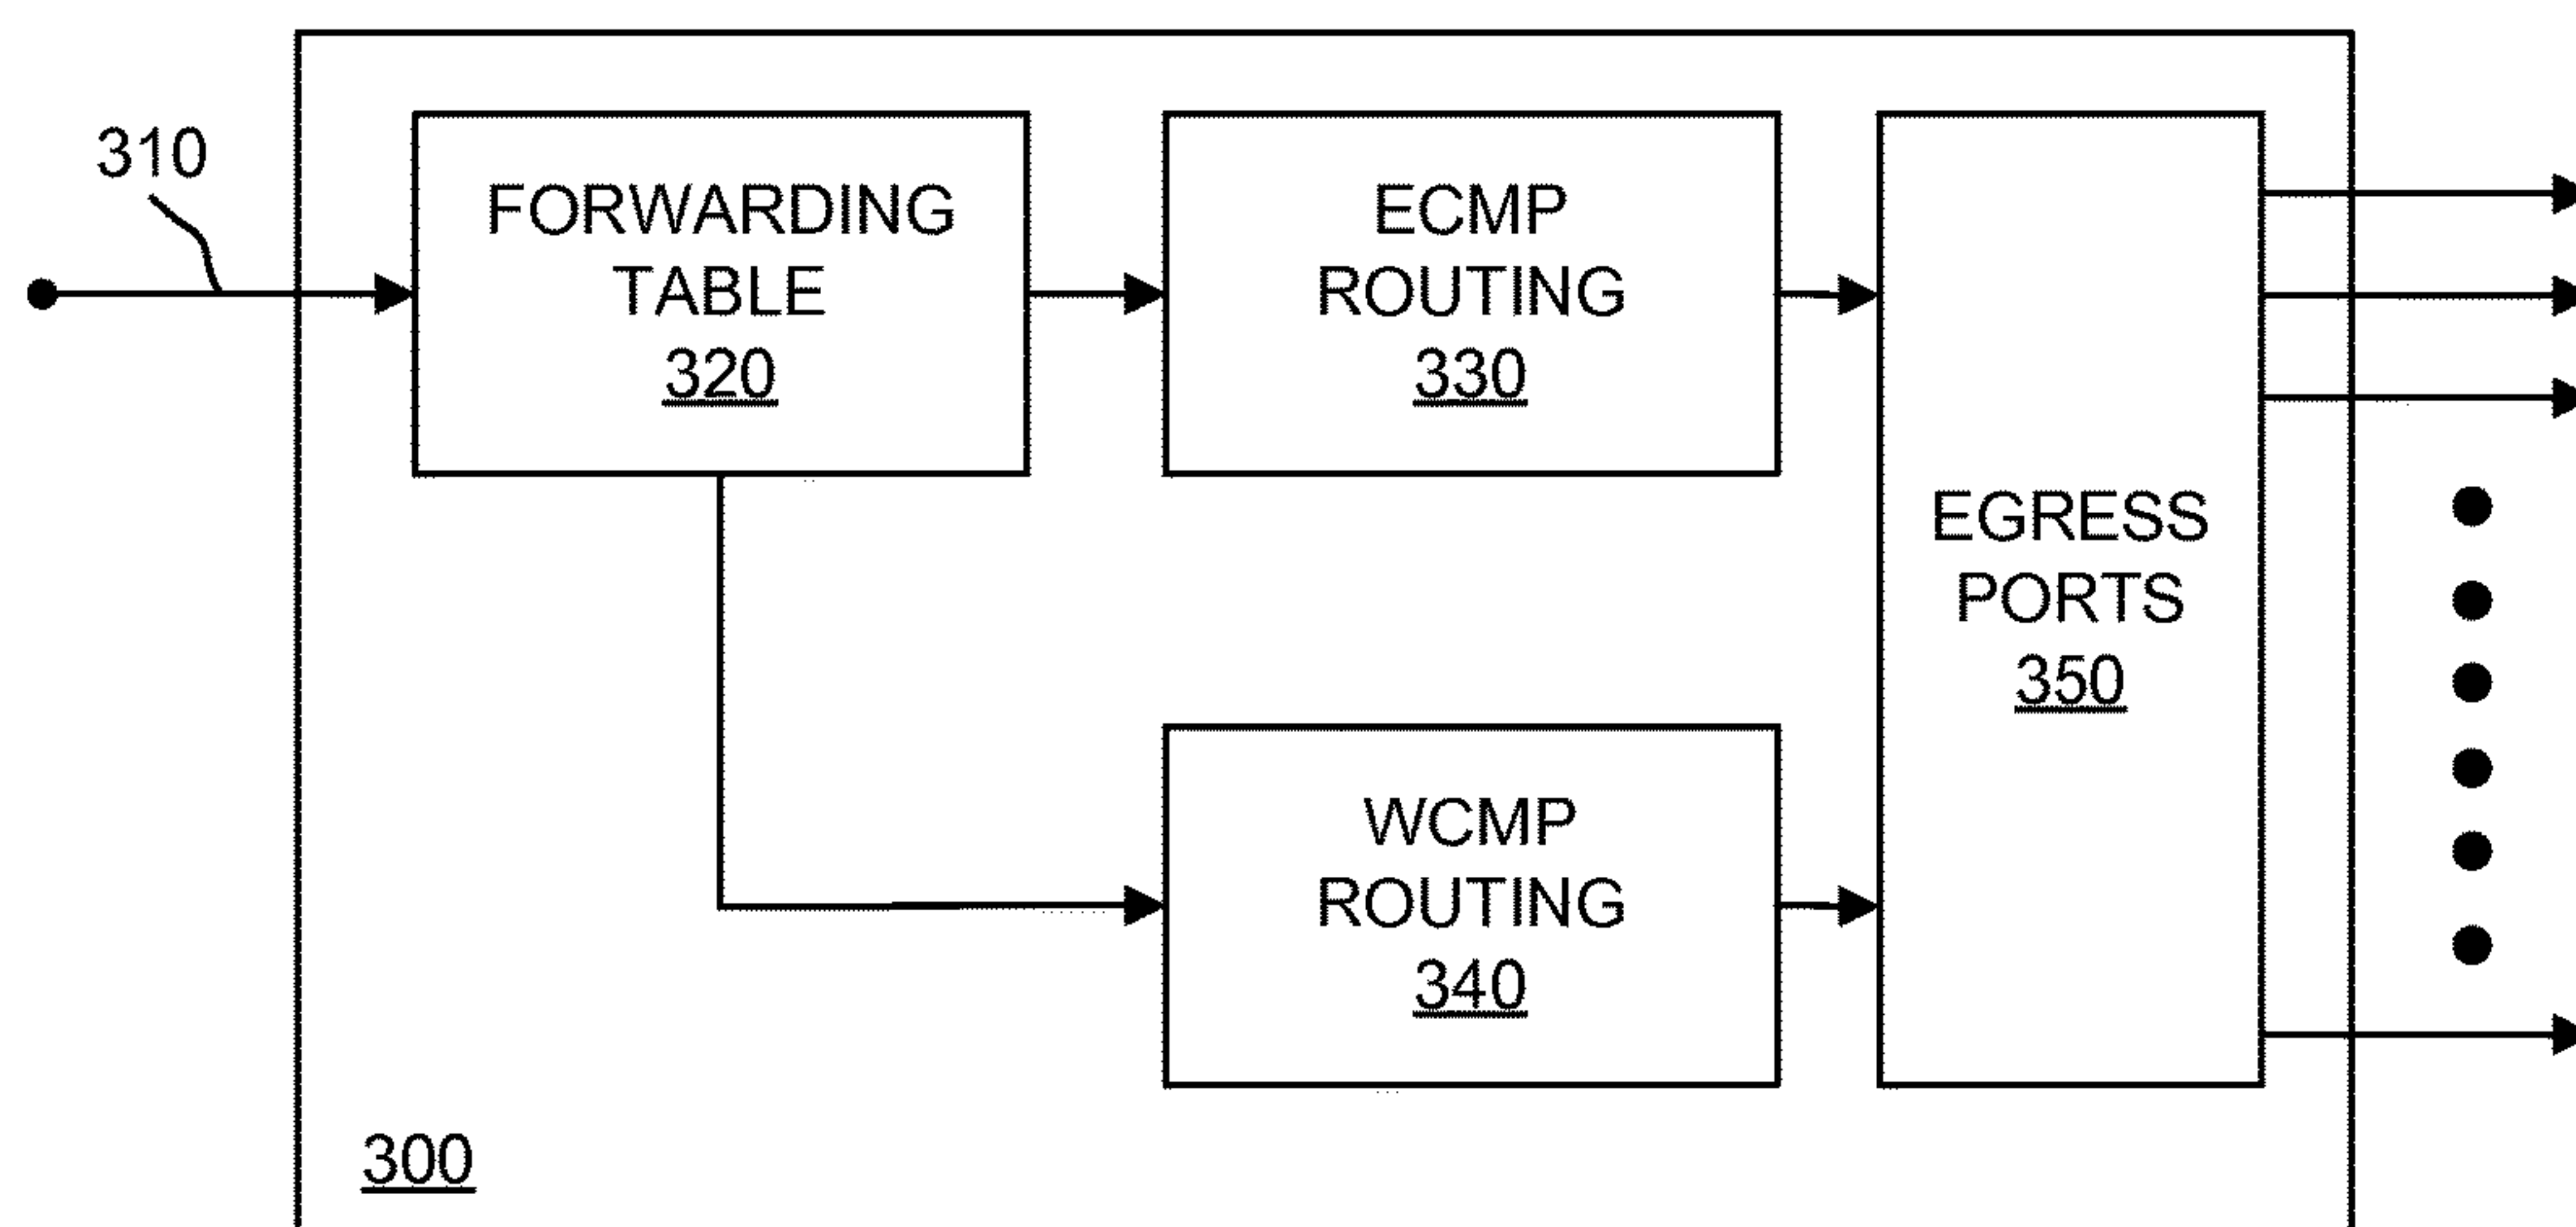 310
FORWARDING
TABLE
320
ECMP
ROUTING
330
EGRESS
PORTS
350
WCMP
ROUTING
340
300